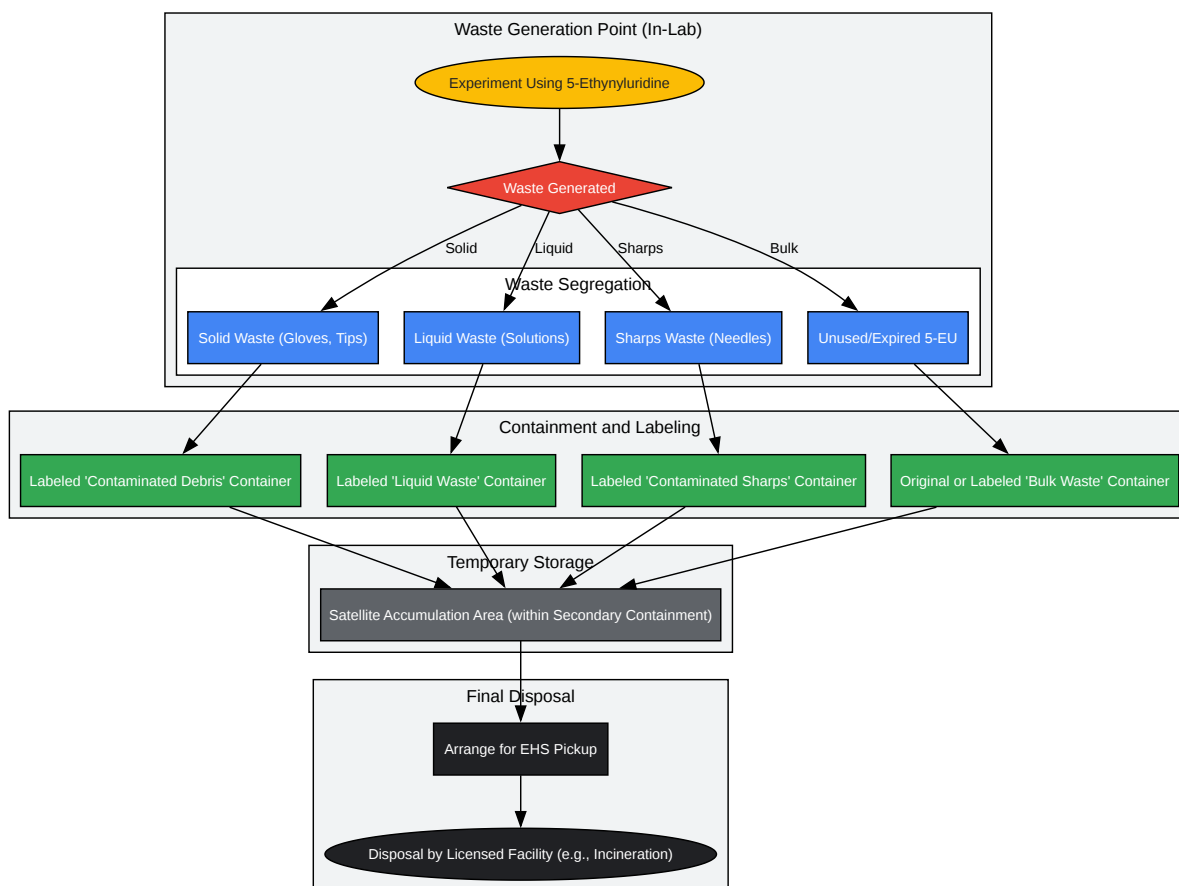 Waste Generation Point (In-Lab)
Experiment Using 5-Ethynyluridine
Waste Generated
Solid
Liquid
Sharps
Bulk
Waste Segregation
Solid Waste (Gloves, Tips)
Liquid Waste (Solutions)
Sharps Waste (Needles)
Unused/Expired 5-EU
Containment and Labeling
Labeled 'Contaminated Debris' Container
Labeled 'Liquid Waste' Container
Labeled 'Contaminated Sharps' Container
Original or Labeled 'Bulk Waste' Container
Temporary Storage
Satellite Accumulation Area (within Secondary Containment)
Final Disposal
Arrange for EHS Pickup
Disposal by Licensed Facility (e.g., Incineration)